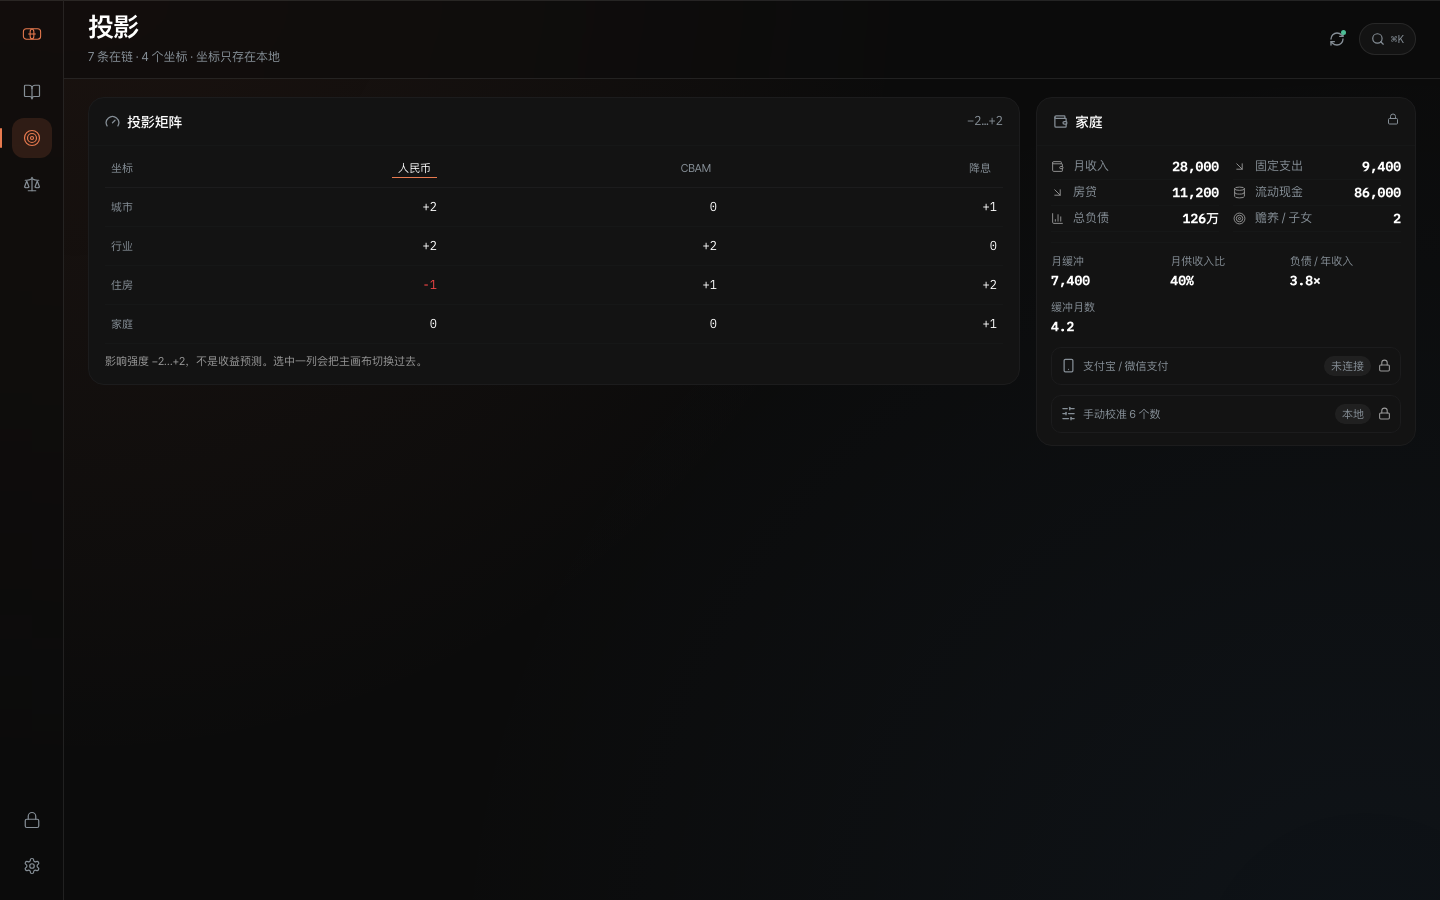 投影
7 条在链 · 4 个坐标 · 坐标只存在本地
⌘K
投影矩阵
−2…+2
坐标 人民币 CBAM 降息
城市 +2 0 +1
行业 +2 +2 0
住房 -1 +1 +2
家庭 0 0 +1
影响强度 −2…+2，不是收益预测。选中一列会把主画布切换过去。
家庭
月收入 28,000 固定支出 9,400
房贷 11,200 流动现金 86,000
总负债 126万 赡养 / 子女 2
月缓冲 月供收入比 负债 / 年收入
7,400 40% 3.8×
缓冲月数
4.2
支付宝 / 微信支付 未连接
手动校准 6 个数 本地